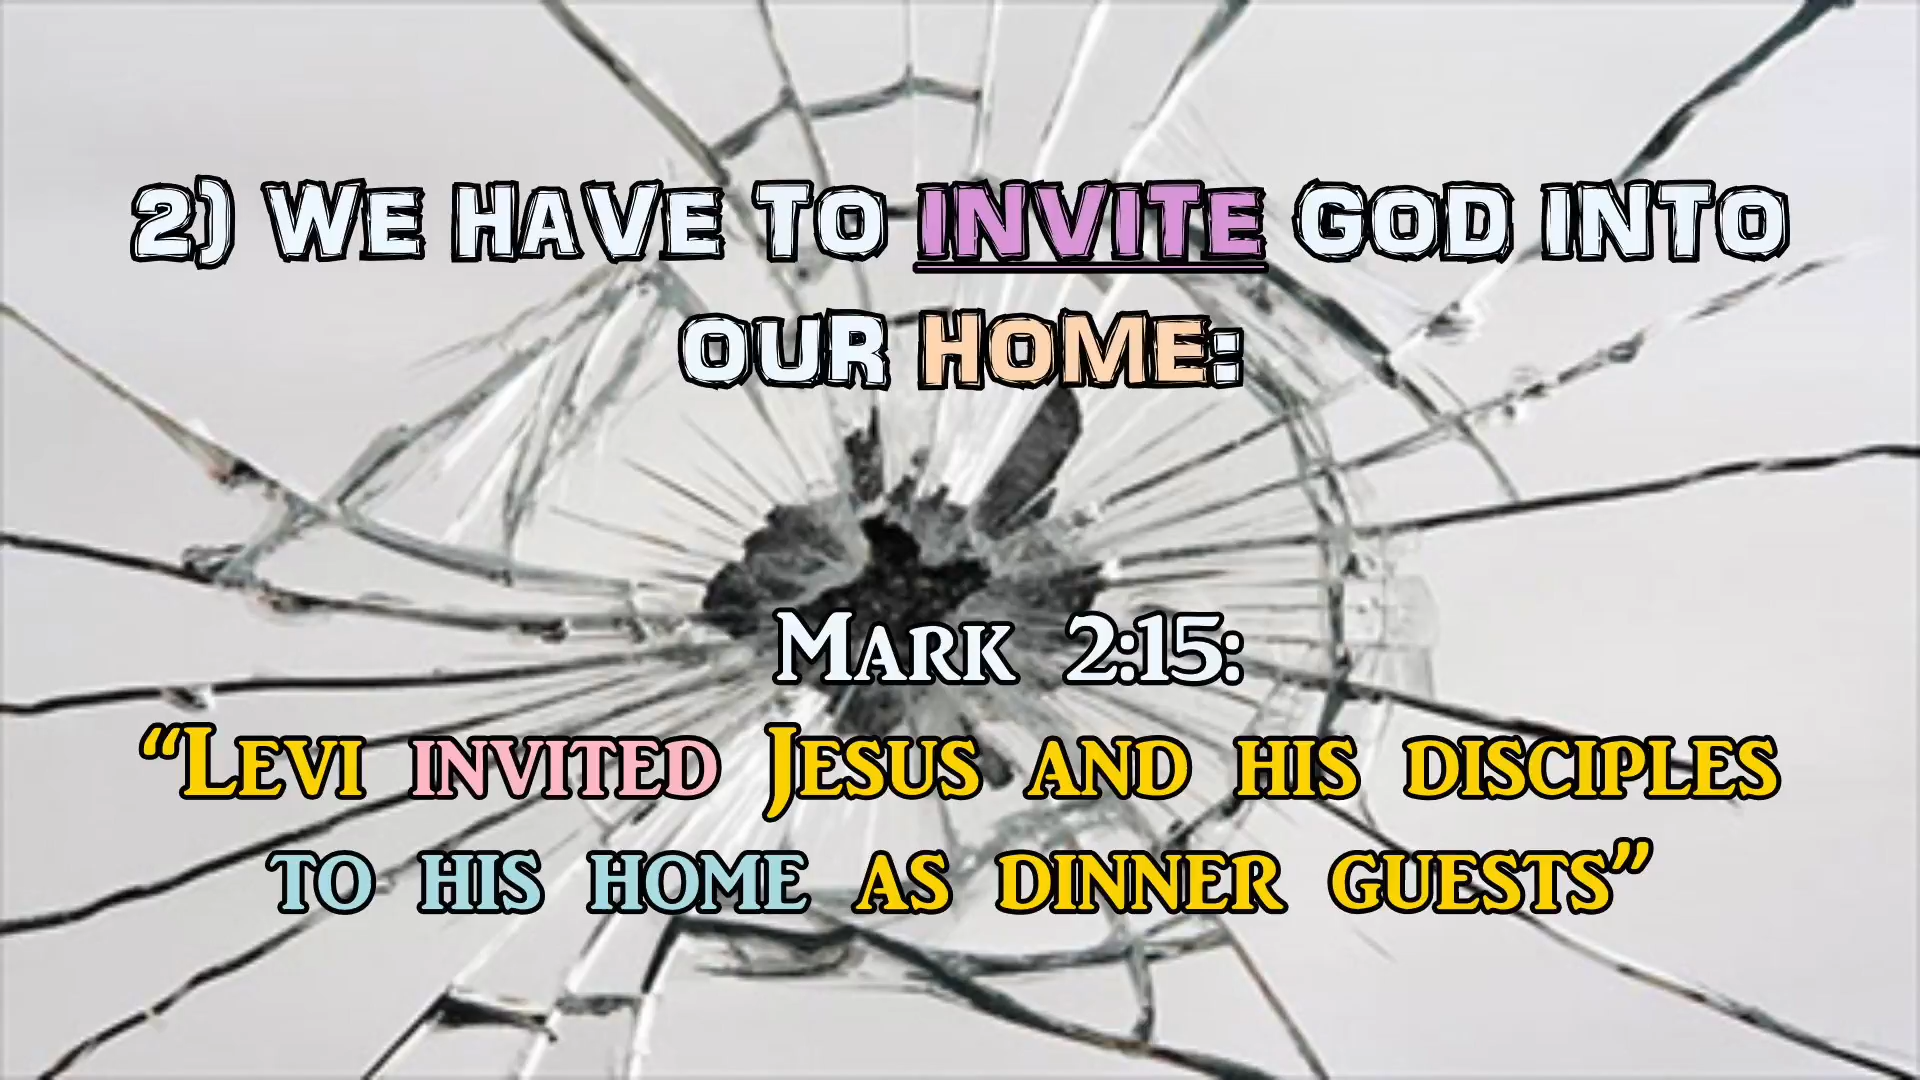 2) WE HAVE TO INVITE GOD INTO
OUR HOME:
MARK 2:15:
“LEVI INVITED JESUS AND HIS DISCIPLES
TO HIS HOME AS DINNER GUESTS”